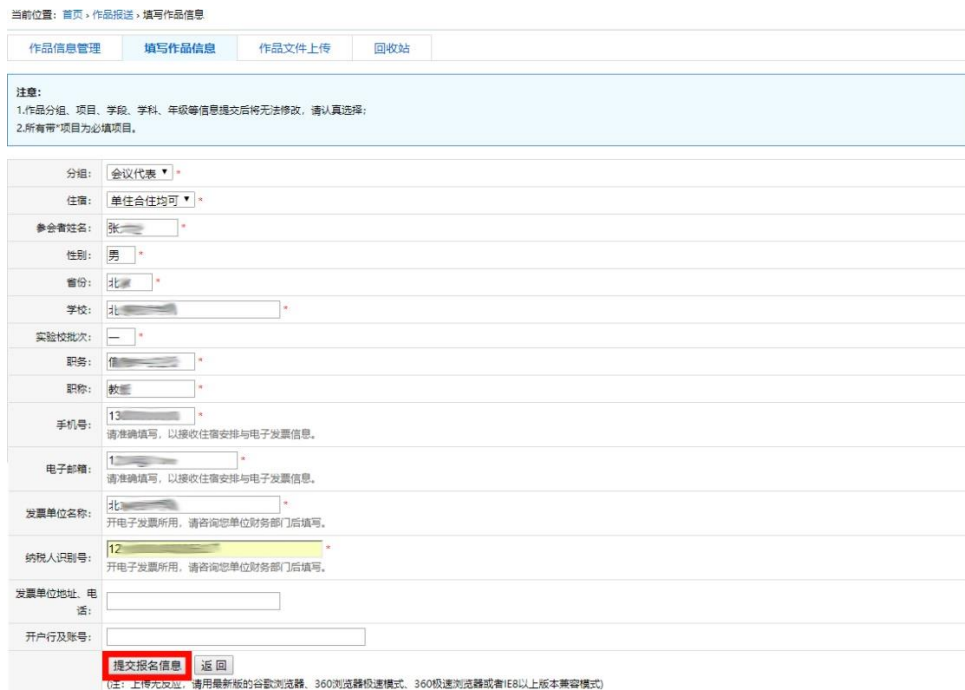 当前位置：首页 › 作品报送 › 填写作品信息
作品信息管理 填写作品信息 作品文件上传 回收站
注意：
1.作品分组、项目、学段、学科、年级等信息提交后将无法修改，请认真选择；
2.所有带*项目为必填项目。
分组： 会议代表 ▼ *
住宿： 单住合住均可 ▼ *
参会者姓名： 张 *
性别： 男 *
省份： 北 *
学校： 北 *
实验校批次： 一 *
职务： 信 *
职称： 教 *
手机号： 13 *
请准确填写，以接收住宿安排与电子发票信息。
电子邮箱： 1 *
请准确填写，以接收住宿安排与电子发票信息。
发票单位名称： 北 *
开电子发票所用，请咨询您单位财务部门后填写。
纳税人识别号： 12 *
开电子发票所用，请咨询您单位财务部门后填写。
发票单位地址、电
话：
开户行及账号：
提交报名信息 返 回
(注：上传无反应，请用最新版的谷歌浏览器、360浏览器极速模式、360极速浏览器或者IE8以上版本兼容模式)